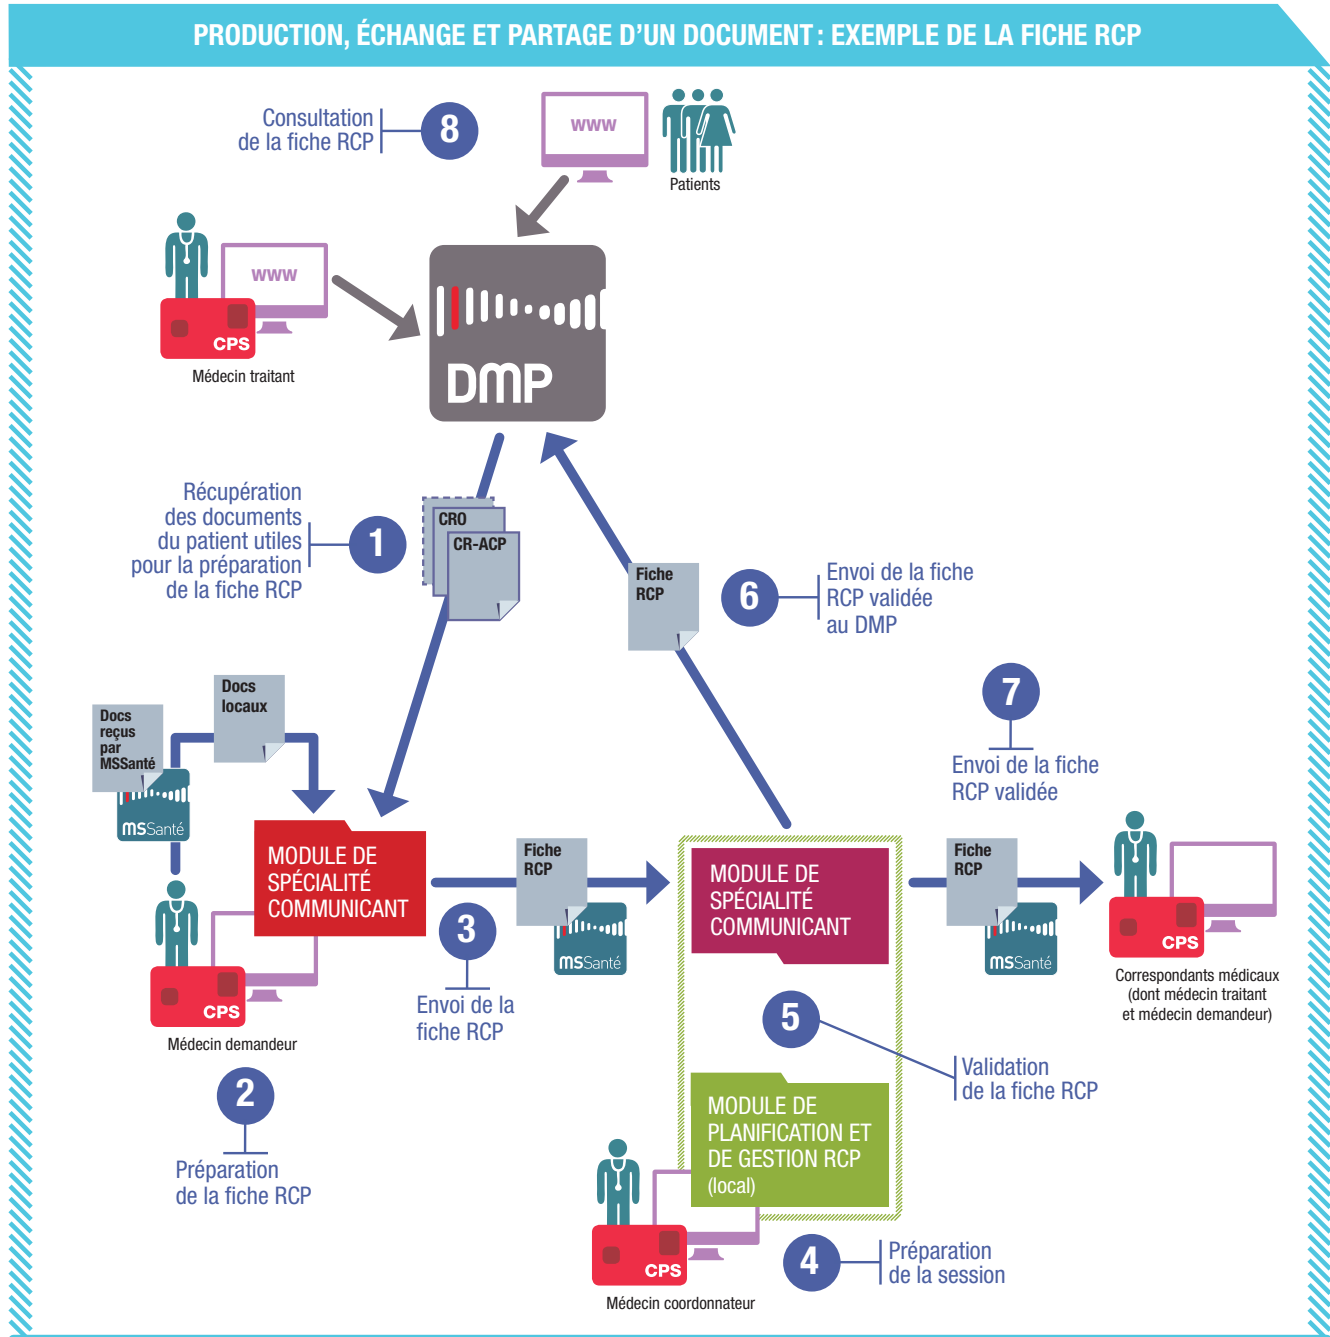 PRODUCTION, ÉCHANGE ET PARTAGE D'UN DOCUMENT : EXEMPLE DE LA FICHE RCP
Consultation
de la fiche RCP
8
www
Patients
www
CPS
Médecin traitant
DMP
Récupération
des documents
du patient utiles
pour la préparation
de la fiche RCP
1
CRO
CR-ACP
Fiche
RCP
6
Envoi de la fiche
RCP validée
au DMP
7
Envoi de la fiche
RCP validée
Docs
reçus
par
MSSanté
Docs
locaux
msSanté
MODULE DE
SPÉCIALITÉ
COMMUNICANT
Fiche
RCP
msSanté
3
Envoi de la
fiche RCP
MODULE DE
SPÉCIALITÉ
COMMUNICANT
Fiche
RCP
msSanté
CPS
Correspondants médicaux
(dont médecin traitant
et médecin demandeur)
CPS
Médecin demandeur
2
Préparation
de la fiche RCP
5
Validation
de la fiche RCP
MODULE DE
PLANIFICATION ET
DE GESTION RCP
(local)
CPS
Médecin coordonnateur
4
Préparation
de la session